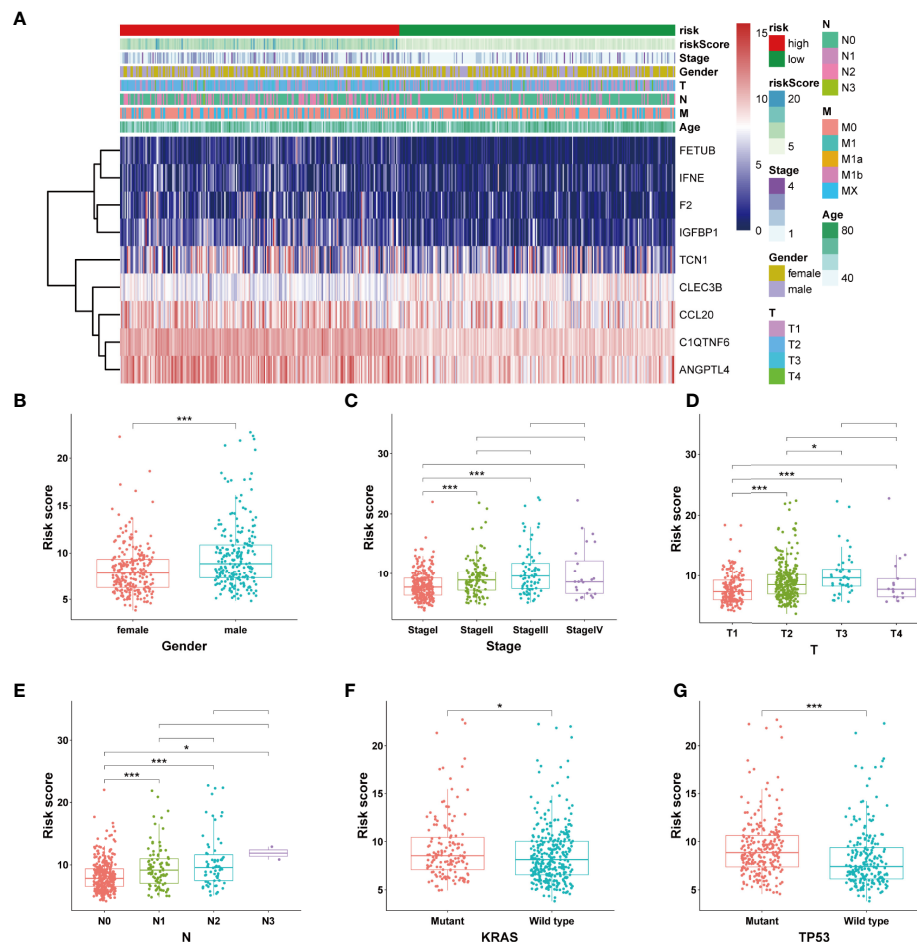 A
risk
riskScore
Stage
Gender
T
N
M
Age
FETUB
IFNE
F2
IGFBP1
TCN1
CLEC3B
CCL20
C1QTNF6
ANGPTL4
15
10
5
0
risk
high
low
riskScore
20
5
Stage
4
1
Gender
female
male
T
T1
T2
T3
T4
N
N0
N1
N2
N3
M
M0
M1
M1a
M1b
MX
Age
80
40
B
***
Risk score
20
15
10
5
female
male
Gender
C
***
***
Risk score
30
20
10
StageI
StageII
StageIII
StageIV
Stage
D
*
***
***
Risk score
30
20
10
T1
T2
T3
T4
T
E
*
***
***
Risk score
30
20
10
N0
N1
N2
N3
N
F
*
Risk score
20
15
10
5
Mutant
Wild type
KRAS
G
***
Risk score
20
15
10
5
Mutant
Wild type
TP53